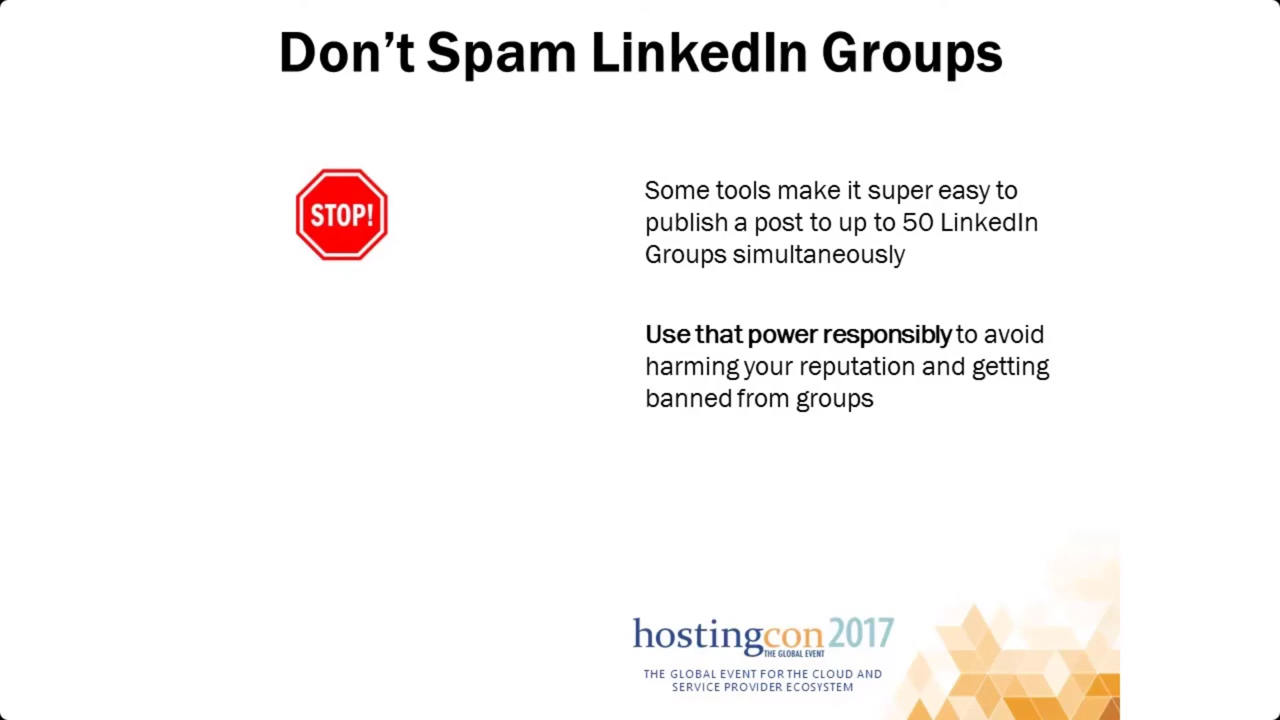 Don’t Spam LinkedIn Groups
STOP!
Some tools make it super easy to
publish a post to up to 50 LinkedIn
Groups simultaneously
Use that power responsibly to avoid
harming your reputation and getting
banned from groups
hostingcon 2017
THE GLOBAL EVENT
THE GLOBAL EVENT FOR THE CLOUD AND
SERVICE PROVIDER ECOSYSTEM